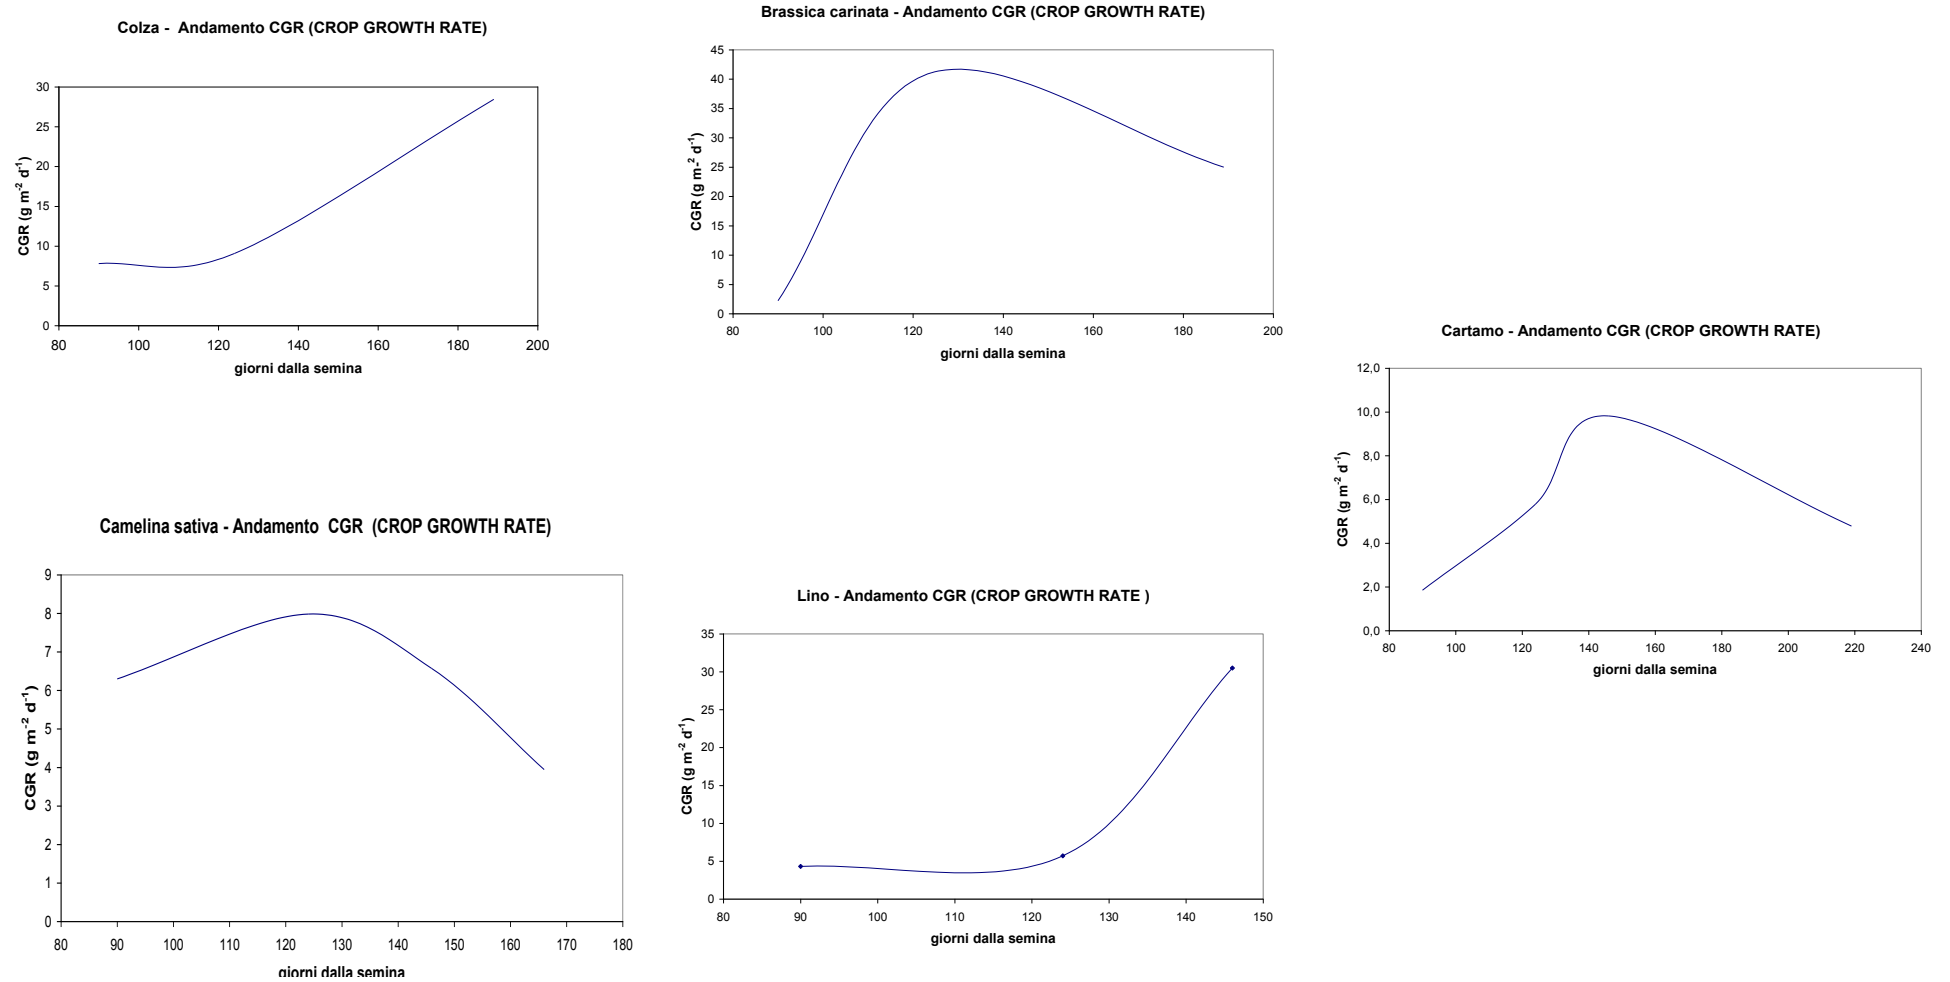 Colza - Andamento CGR (CROP GROWTH RATE)
30
25
20
15
10
5
0
CGR (g m⁻² d⁻¹)
80 100 120 140 160 180 200
giorni dalla semina
Brassica carinata - Andamento CGR (CROP GROWTH RATE)
45
40
35
30
25
20
15
10
5
0
CGR (g m-² d⁻¹)
80 100 120 140 160 180 200
giorni dalla semina
Cartamo - Andamento CGR (CROP GROWTH RATE)
12,0
10,0
8,0
6,0
4,0
2,0
0,0
CGR (g m⁻² d⁻¹)
80 100 120 140 160 180 200 220 240
giorni dalla semina
Camelina sativa - Andamento CGR (CROP GROWTH RATE)
9
8
7
6
5
4
3
2
1
0
CGR (g m⁻² d⁻¹)
80 90 100 110 120 130 140 150 160 170 180
giorni dalla semina
Lino - Andamento CGR (CROP GROWTH RATE )
35
30
25
20
15
10
5
0
CGR (g m⁻² d⁻¹)
80 90 100 110 120 130 140 150
giorni dalla semina